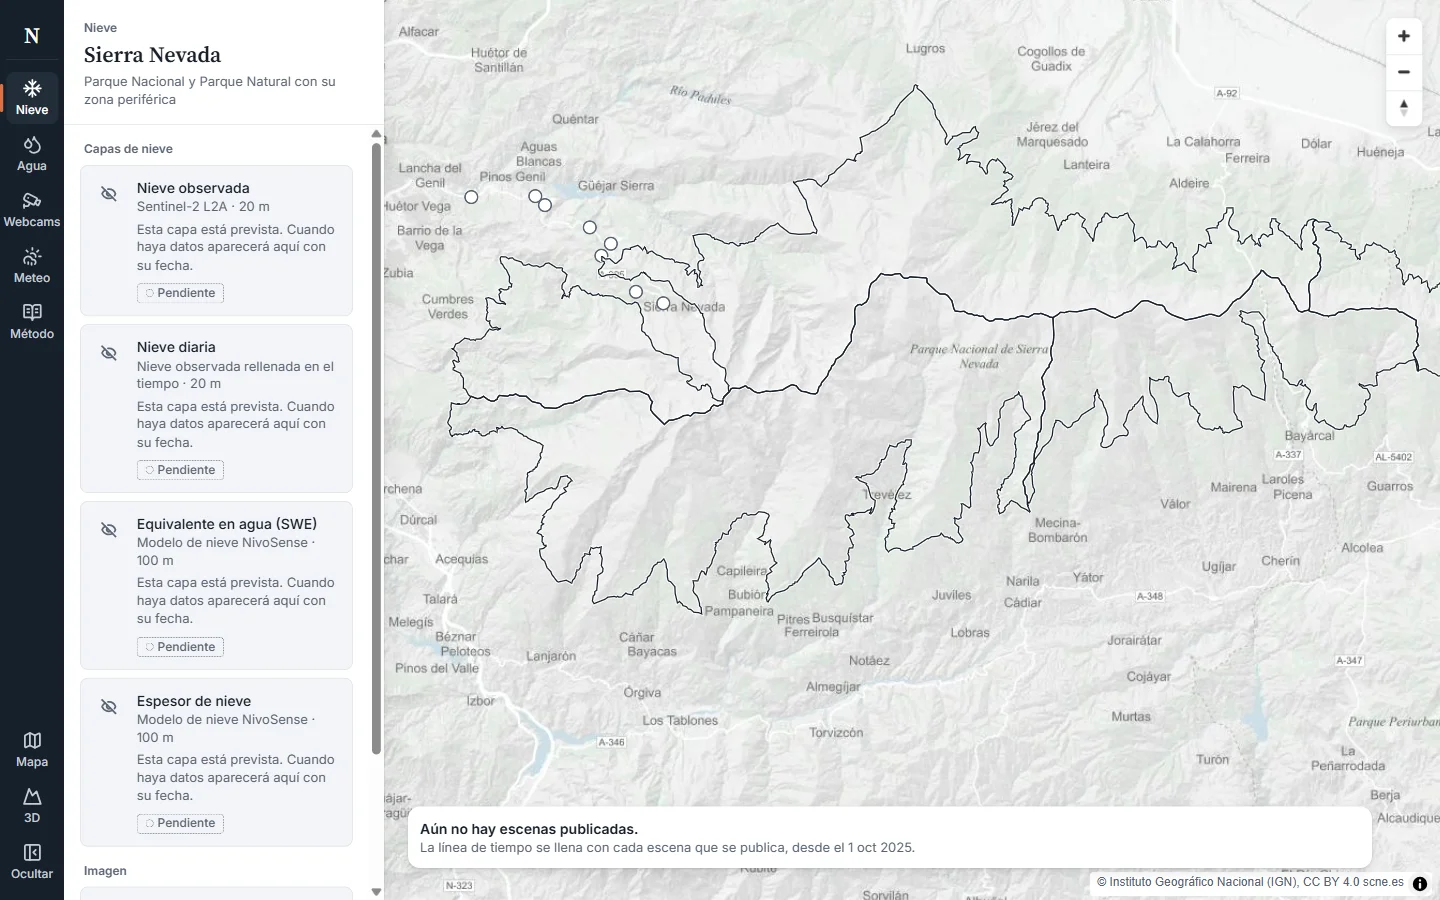 N
Nieve
Agua
Webcams
Meteo
Método
Mapa
3D
Ocultar
Nieve
Sierra Nevada
Parque Nacional y Parque Natural con su
zona periférica
Capas de nieve
Nieve observada
Sentinel-2 L2A · 20 m
Esta capa está prevista. Cuando
haya datos aparecerá aquí con
su fecha.
Pendiente
Nieve diaria
Nieve observada rellenada en el
tiempo · 20 m
Esta capa está prevista. Cuando
haya datos aparecerá aquí con
su fecha.
Pendiente
Equivalente en agua (SWE)
Modelo de nieve NivoSense ·
100 m
Esta capa está prevista. Cuando
haya datos aparecerá aquí con
su fecha.
Pendiente
Espesor de nieve
Modelo de nieve NivoSense ·
100 m
Esta capa está prevista. Cuando
haya datos aparecerá aquí con
su fecha.
Pendiente
Imagen
Alfacar
Huétor de
Santillán
Lugros
Cogollos de
Guadix
Río Padules
A-92
Quéntar
Jérez del
Marquesado
La Calahorra
Dólar
Huéneja
Ferreira
Aguas
Blancas
Lanteira
Lancha del
Genil
Pinos Genil
Güéjar Sierra
Aldeire
Huétor Vega
Barrio de la
Vega
Zubia
Cumbres
Verdes
Sierra Nevada
Parque Nacional de Sierra
Nevada
Bayárcal
A-337
AL-5402
Laroles
Picena
Mairena
Guarros
Trevélez
Válor
Dúrcal
Mecina-
Bombarón
Acequias
Alcolea
Cherín
Ugíjar
Capileira
Yátor
Narila
Cádiar
A-348
Bubión
Pampaneira
Juviles
Talará
Melegís
Pitres
Busquístar
Ferreirola
Béznar
Peloteos
Cáñar
Bayacas
Lobras
Jorairátar
Pinos del Valle
Lanjarón
Notáez
A-347
Cojáyar
Almegíjar
Órgiva
Izbor
Los Tablones
Murtas
Parque Periurban
Torvizcón
A-346
Turón
La
Peñarrodada
Berja
Alcaudique
Aún no hay escenas publicadas.
La línea de tiempo se llena con cada escena que se publica, desde el 1 oct 2025.
N-323
Sorvilán
© Instituto Geográfico Nacional (IGN), CC BY 4.0 scne.es